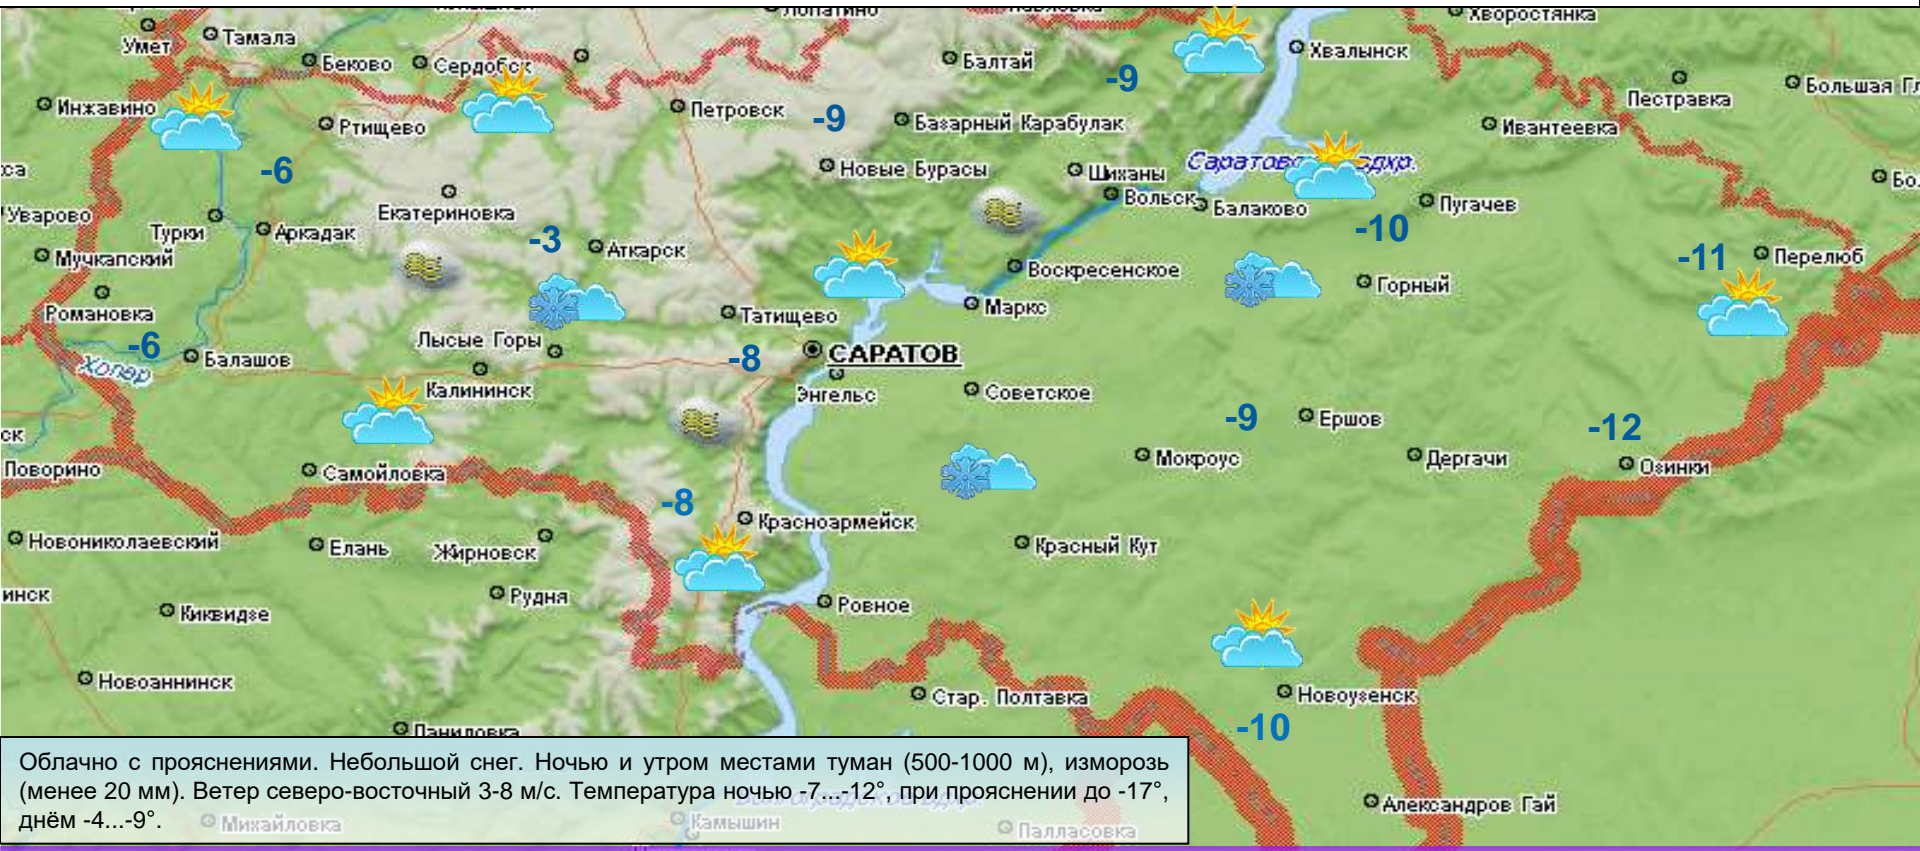 Лопатино
Хворостянка
Умет
Тамала
Беково
Сердобск
Балтай
-9
Хвалынск
Пестравка
Большая Гл
Инжавино
Ртищево
Петровск
-9
Базарный Карабулак
Ивантеевка
-6
Новые Бурасы
Шиханы
Вольск
Балаково
Пугачев
Бо.
Уварово
Екатериновка
Турки
Аркадак
-3
Аткарск
-10
-11
Перелюб
Мучкапский
Воскресенское
Горный
Романовка
Татищево
Маркс
-6
Хопер
Балашов
Лысые Горы
-8
САРАТОВ
Калининск
Энгельс
Советское
-9
Ершов
-12
ск
Поворино
Самойловка
Мокроус
Дергачи
Озинки
-8
Красноармейск
Новониколаевский
Елань
Жирновск
Красный Кут
инск
Киквидзе
Рудня
Ровное
Новоаннинск
Стар. Полтавка
Новоузенск
-10
Даниловка
Облачно с прояснениями. Небольшой снег. Ночью и утром местами туман (500-1000 м), изморозь
(менее 20 мм). Ветер северо-восточный 3-8 м/с. Температура ночью -7...-12°, при прояснении до -17°,
днём -4...-9°.
Михайловка
Камышин
Палласовка
Александров Гай